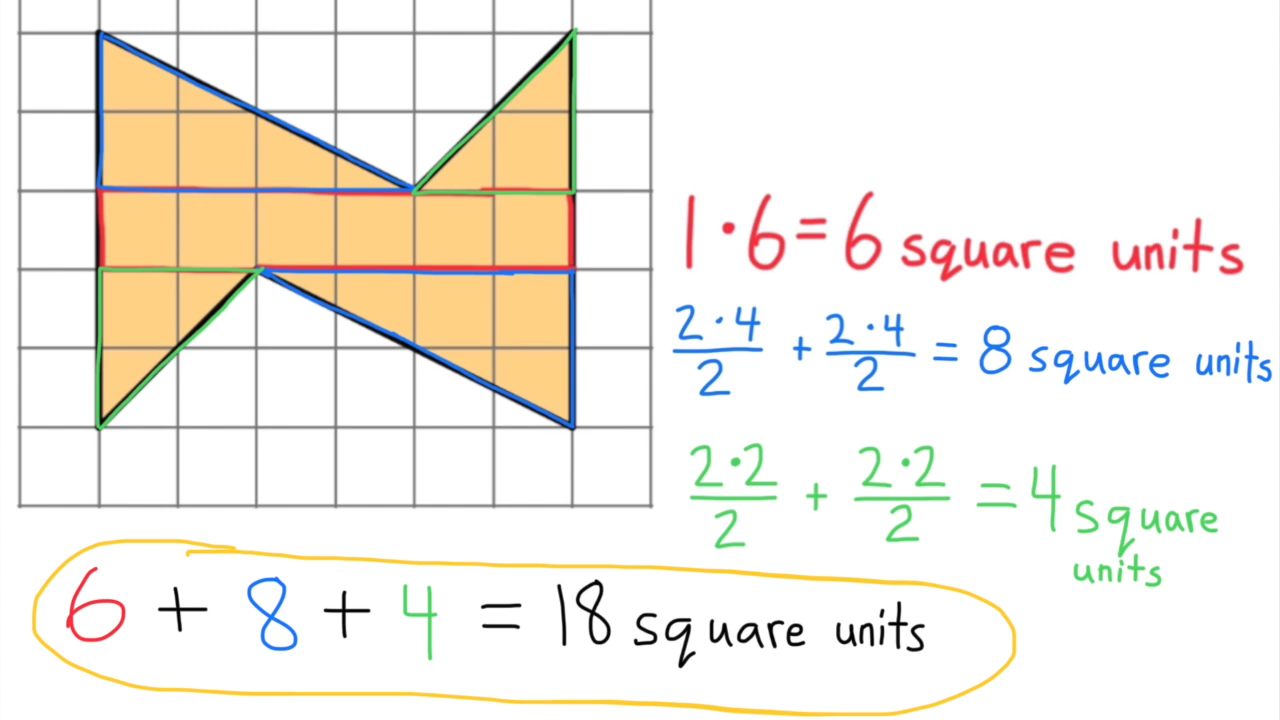 1·6=6 square units
2·4/2 + 2·4/2 = 8 square units
2·2/2 + 2·2/2 = 4 square units
6 + 8 + 4 = 18 square units